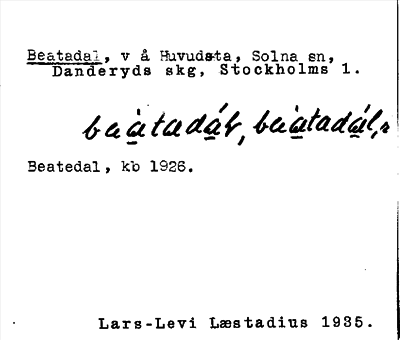 Beatadal, v å Huvudsta, Solna sn,
Danderyds skg, Stockholms l.
Beatedal, kb 1926.
Lars-Levi Læstadius 1935.